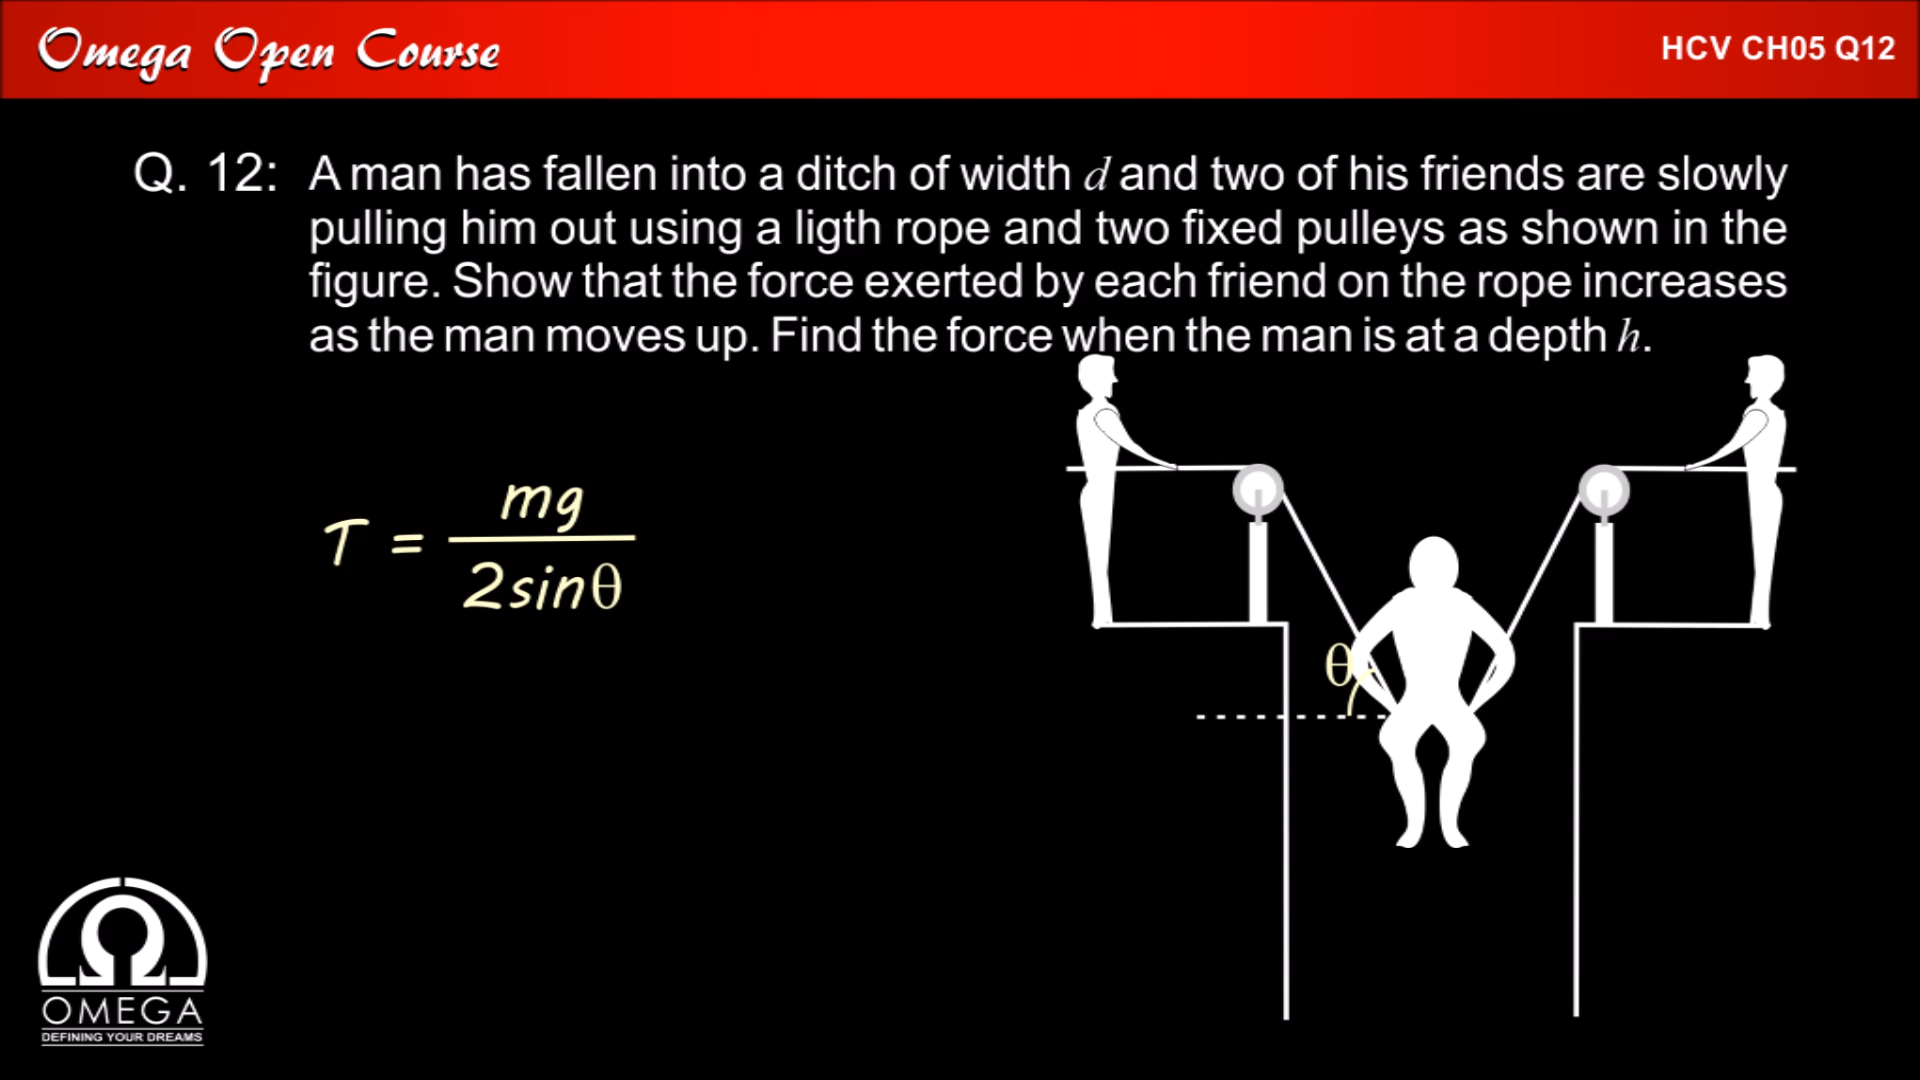 Omega Open Course
HCV CH05 Q12
Q. 12: A man has fallen into a ditch of width d and two of his friends are slowly
pulling him out using a ligth rope and two fixed pulleys as shown in the
figure. Show that the force exerted by each friend on the rope increases
as the man moves up. Find the force when the man is at a depth h.
T = mg / 2sinθ
θ
OMEGA
DEFINING YOUR DREAMS